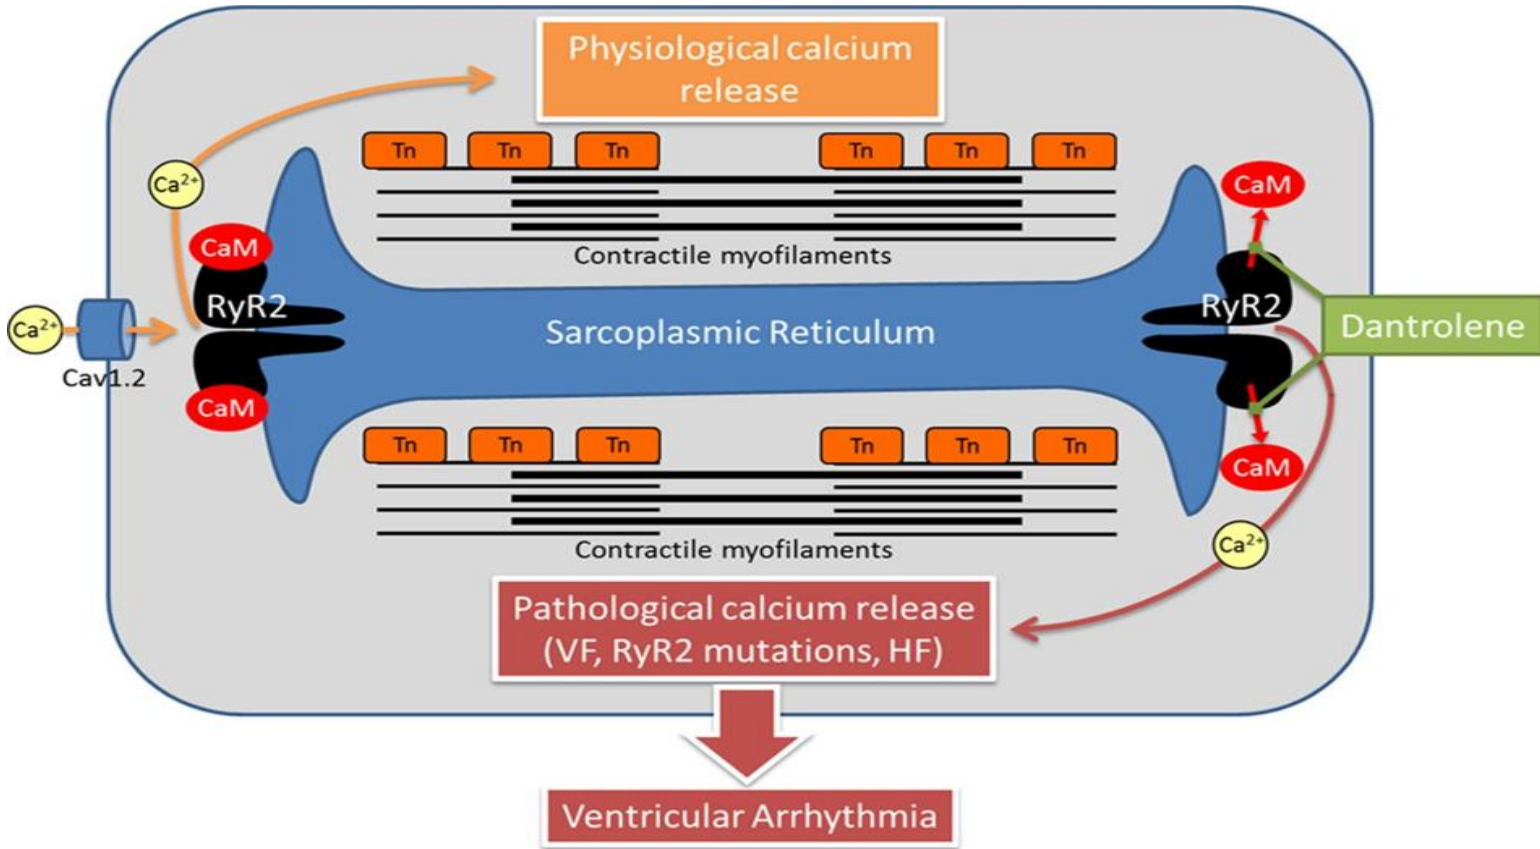 Physiological calcium
release
Tn Tn Tn Tn Tn Tn
Ca²⁺
CaM
CaM
Contractile myofilaments
CaM
RyR2
RyR2
Ca²⁺
Sarcoplasmic Reticulum
Dantrolene
Cav1.2
CaM
Tn Tn Tn Tn Tn Tn
CaM
Contractile myofilaments
Ca²⁺
Pathological calcium release
(VF, RyR2 mutations, HF)
Ventricular Arrhythmia